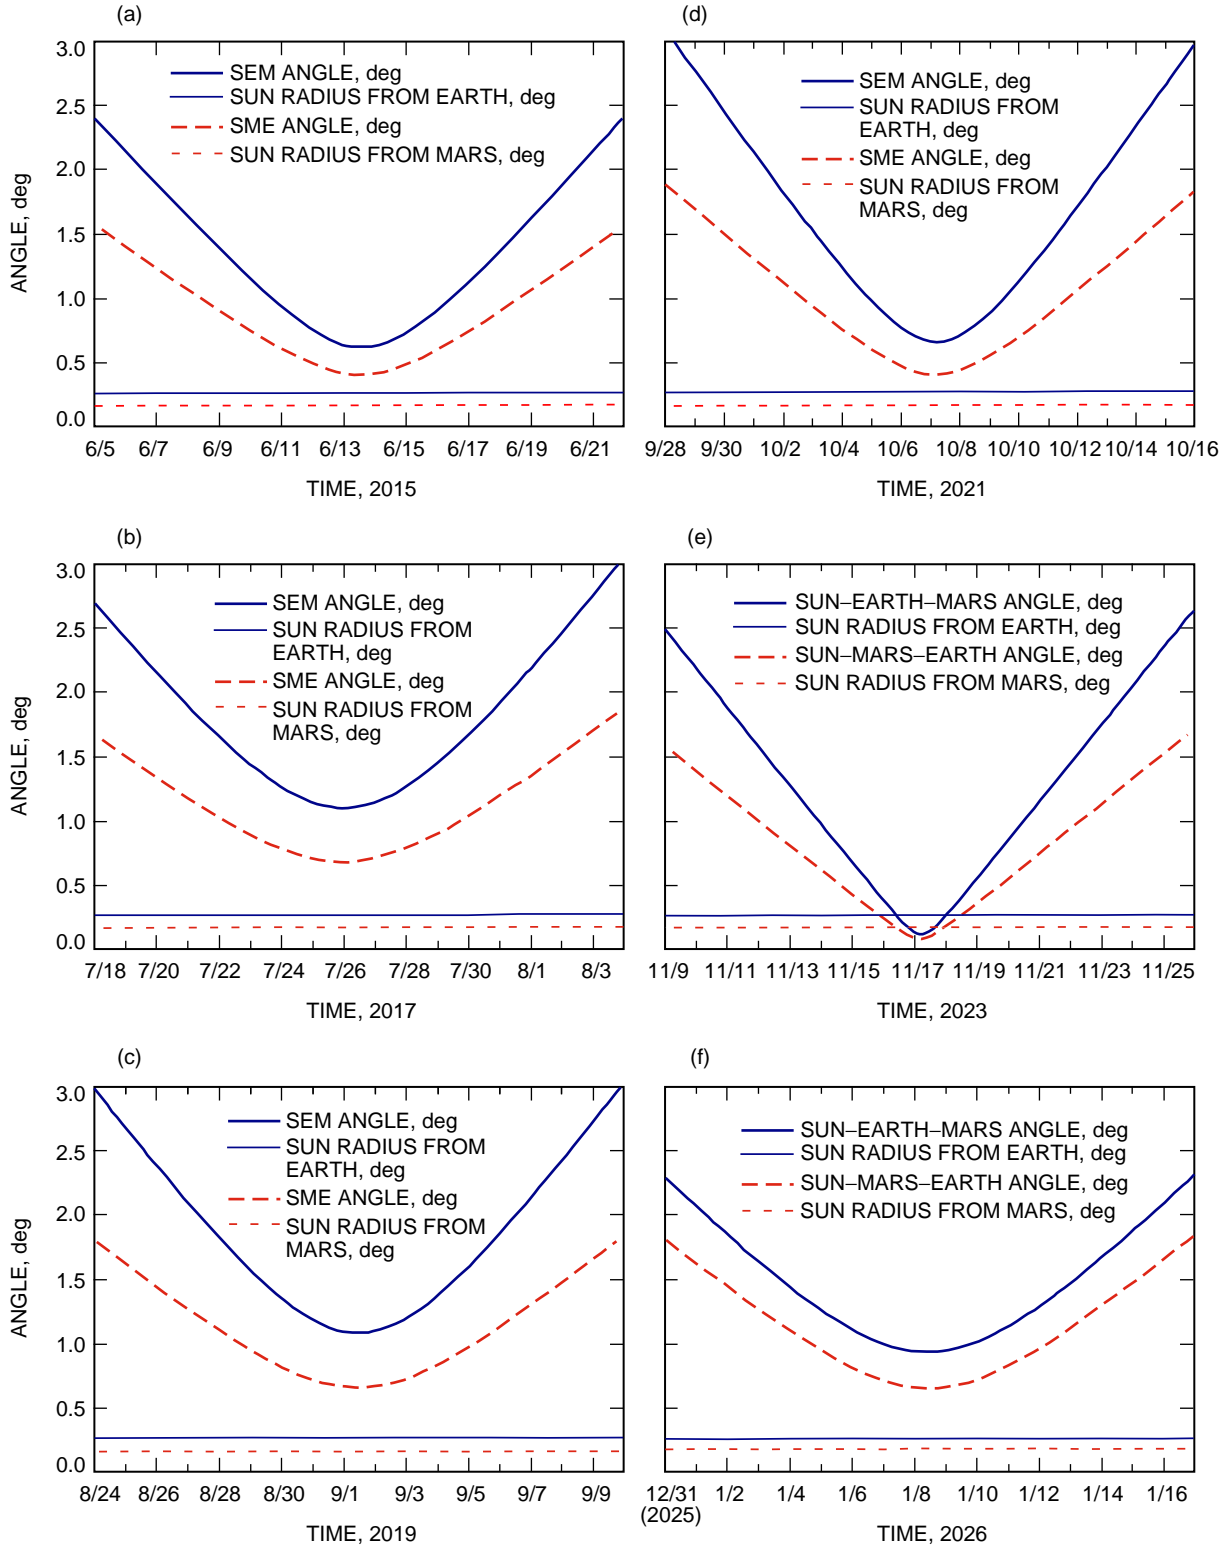 (a)
3.0
2.5
2.0
1.5
1.0
0.5
0.0
ANGLE, deg
SEM ANGLE, deg
SUN RADIUS FROM EARTH, deg
SME ANGLE, deg
SUN RADIUS FROM MARS, deg
6/5 6/7 6/9 6/11 6/13 6/15 6/17 6/19 6/21
TIME, 2015
(d)
SEM ANGLE, deg
SUN RADIUS FROM
EARTH, deg
SME ANGLE, deg
SUN RADIUS FROM
MARS, deg
9/28 9/30 10/2 10/4 10/6 10/8 10/10 10/12 10/14 10/16
TIME, 2021
(b)
3.0
2.5
2.0
1.5
1.0
0.5
0.0
ANGLE, deg
SEM ANGLE, deg
SUN RADIUS FROM
EARTH, deg
SME ANGLE, deg
SUN RADIUS FROM
MARS, deg
7/18 7/20 7/22 7/24 7/26 7/28 7/30 8/1 8/3
TIME, 2017
(e)
SUN–EARTH–MARS ANGLE, deg
SUN RADIUS FROM EARTH, deg
SUN–MARS–EARTH ANGLE, deg
SUN RADIUS FROM MARS, deg
11/9 11/11 11/13 11/15 11/17 11/19 11/21 11/23 11/25
TIME, 2023
(c)
3.0
2.5
2.0
1.5
1.0
0.5
0.0
ANGLE, deg
SEM ANGLE, deg
SUN RADIUS FROM
EARTH, deg
SME ANGLE, deg
SUN RADIUS FROM
MARS, deg
8/24 8/26 8/28 8/30 9/1 9/3 9/5 9/7 9/9
TIME, 2019
(f)
SUN–EARTH–MARS ANGLE, deg
SUN RADIUS FROM EARTH, deg
SUN–MARS–EARTH ANGLE, deg
SUN RADIUS FROM MARS, deg
12/31 1/2 1/4 1/6 1/8 1/10 1/12 1/14 1/16
(2025)
TIME, 2026